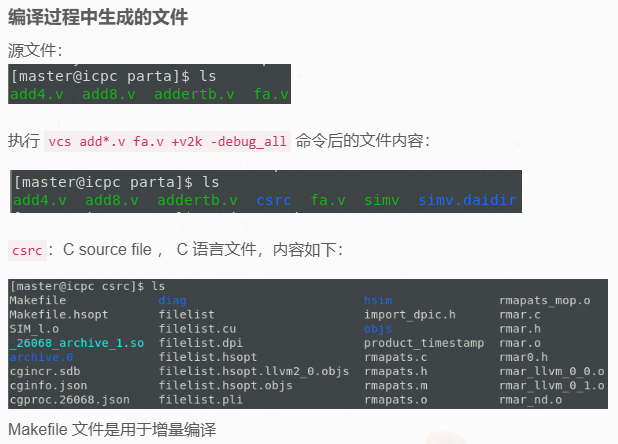 编译过程中生成的文件
源文件：
[master@icpc parta]$ ls
add4.v  add8.v  addertb.v  fa.v
执行 vcs add*.v fa.v +v2k -debug_all 命令后的文件内容：
[master@icpc parta]$ ls
add4.v  add8.v  addertb.v  csrc  fa.v  simv  simv.daidir
csrc：C source file ， C 语言文件，内容如下：
[master@icpc csrc]$ ls
Makefile  diag  hsim  rmapats_mop.o
Makefile.hsopt  filelist  import_dpic.h  rmar.c
SIM_l.o  filelist.cu  objs  rmar.h
_26068_archive_1.so  filelist.dpi  product_timestamp  rmar.o
archive.0  filelist.hsopt  rmapats.c  rmar0.h
cgincr.sdb  filelist.hsopt.llvm2_0.objs  rmapats.h  rmar_llvm_0_0.o
cginfo.json  filelist.hsopt.objs  rmapats.m  rmar_llvm_0_1.o
cgproc.26068.json  filelist.pli  rmapats.o  rmar_nd.o
Makefile 文件是用于增量编译